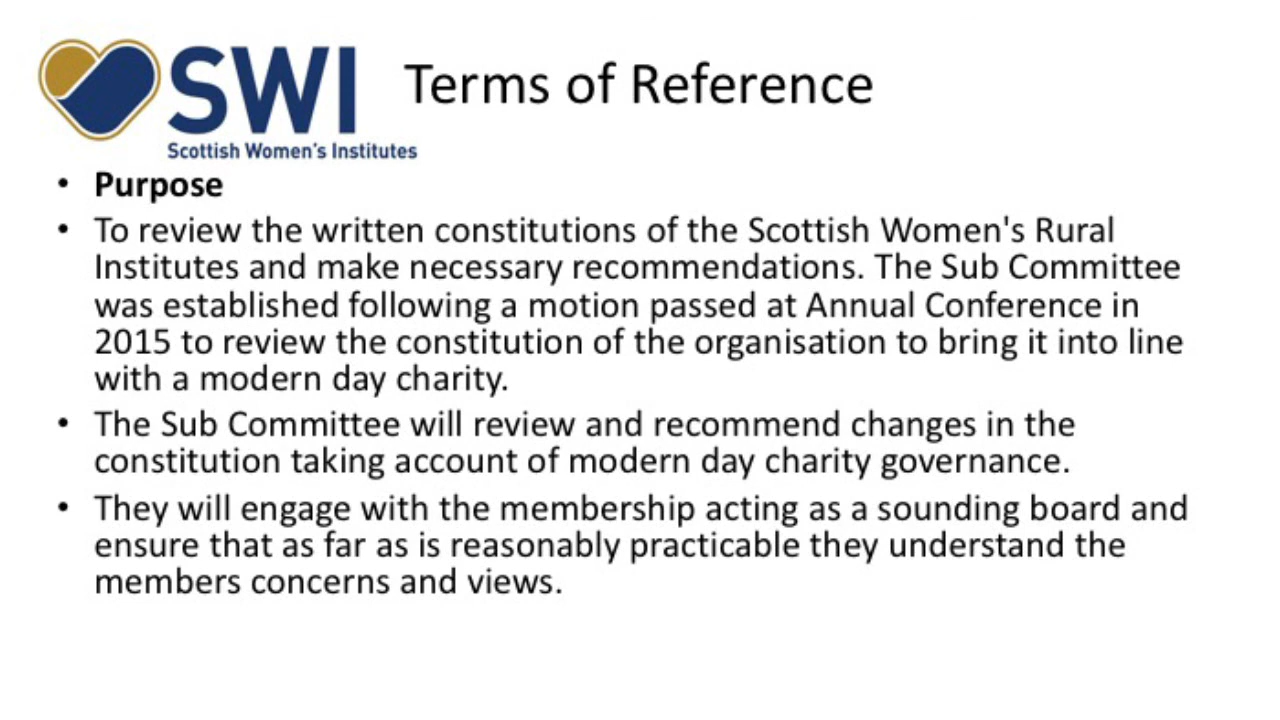 SWI
Scottish Women's Institutes
Terms of Reference
• Purpose
• To review the written constitutions of the Scottish Women's Rural
Institutes and make necessary recommendations. The Sub Committee
was established following a motion passed at Annual Conference in
2015 to review the constitution of the organisation to bring it into line
with a modern day charity.
• The Sub Committee will review and recommend changes in the
constitution taking account of modern day charity governance.
• They will engage with the membership acting as a sounding board and
ensure that as far as is reasonably practicable they understand the
members concerns and views.